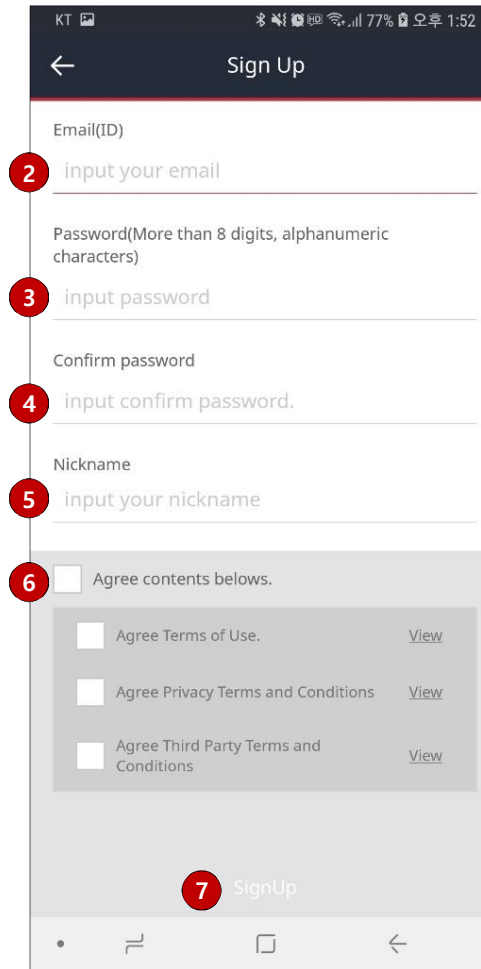 KT HD 77% 오후 1:52
Sign Up
Email(ID)
2 input your email
Password(More than 8 digits, alphanumeric
characters)
3 input password
Confirm password
4 input confirm password.
Nickname
5 input your nickname
6 Agree contents belows.
Agree Terms of Use. View
Agree Privacy Terms and Conditions View
Agree Third Party Terms and
Conditions View
7 SignUp